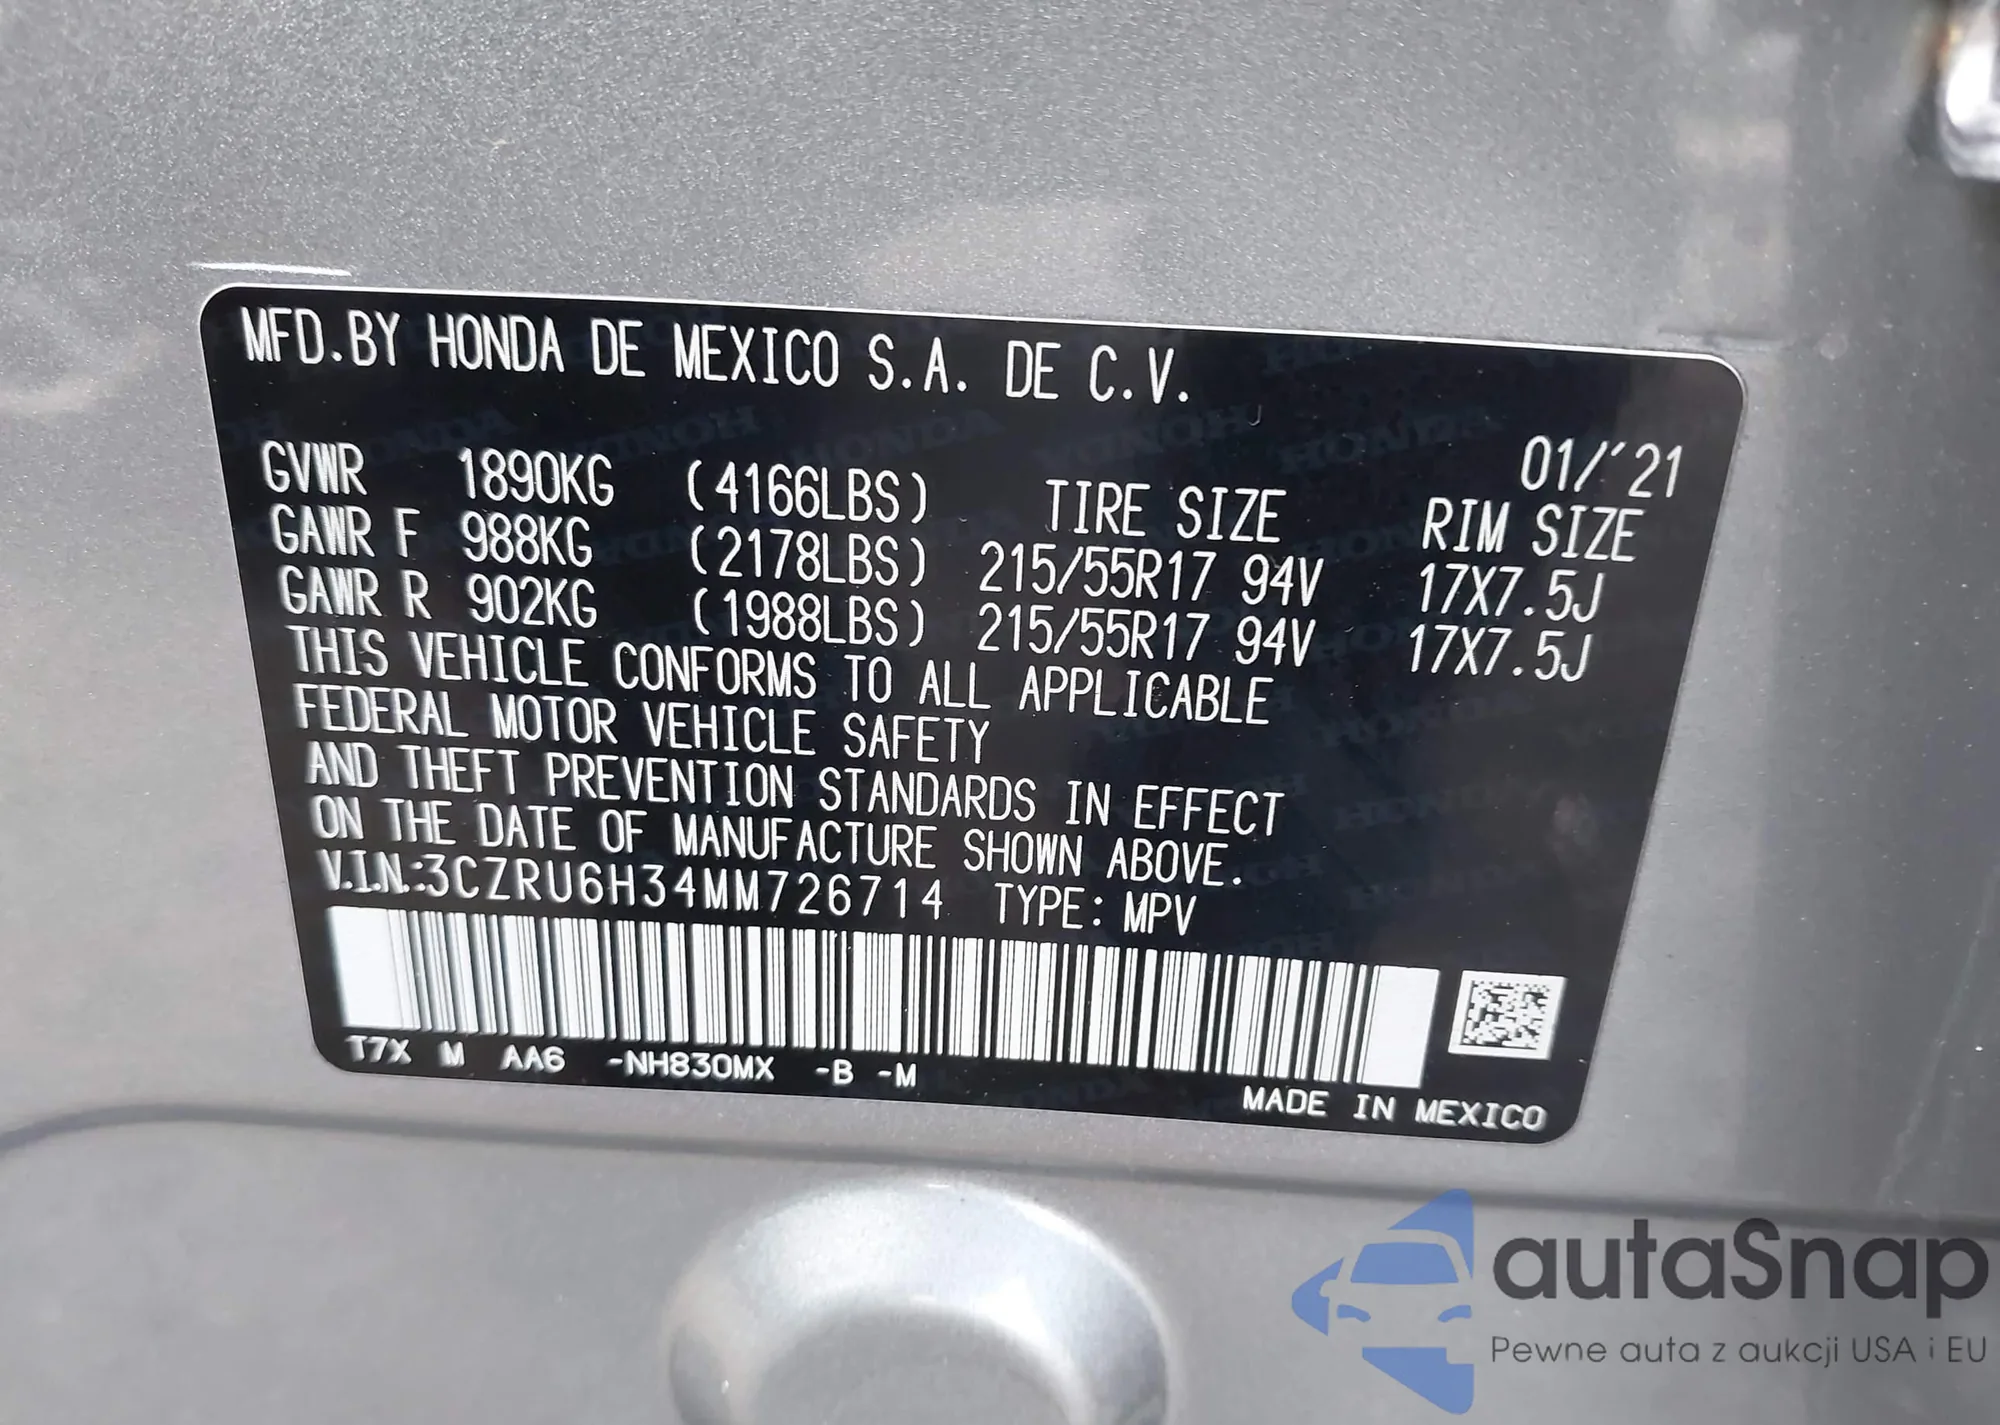 MFD.BY HONDA DE MEXICO S.A. DE C.V.
01/'21
GVWR 1890KG (4166LBS) TIRE SIZE RIM SIZE
GAWR F 988KG (2178LBS) 215/55R17 94V 17X7.5J
GAWR R 902KG (1988LBS) 215/55R17 94V 17X7.5J
THIS VEHICLE CONFORMS TO ALL APPLICABLE
FEDERAL MOTOR VEHICLE SAFETY
AND THEFT PREVENTION STANDARDS IN EFFECT
ON THE DATE OF MANUFACTURE SHOWN ABOVE.
V.I.N.:3CZRU6H34MM726714 TYPE: MPV
T7X M AA6 -NH830MX -B -M
MADE IN MEXICO
autaSnap
Pewne auta z aukcji USA i EU